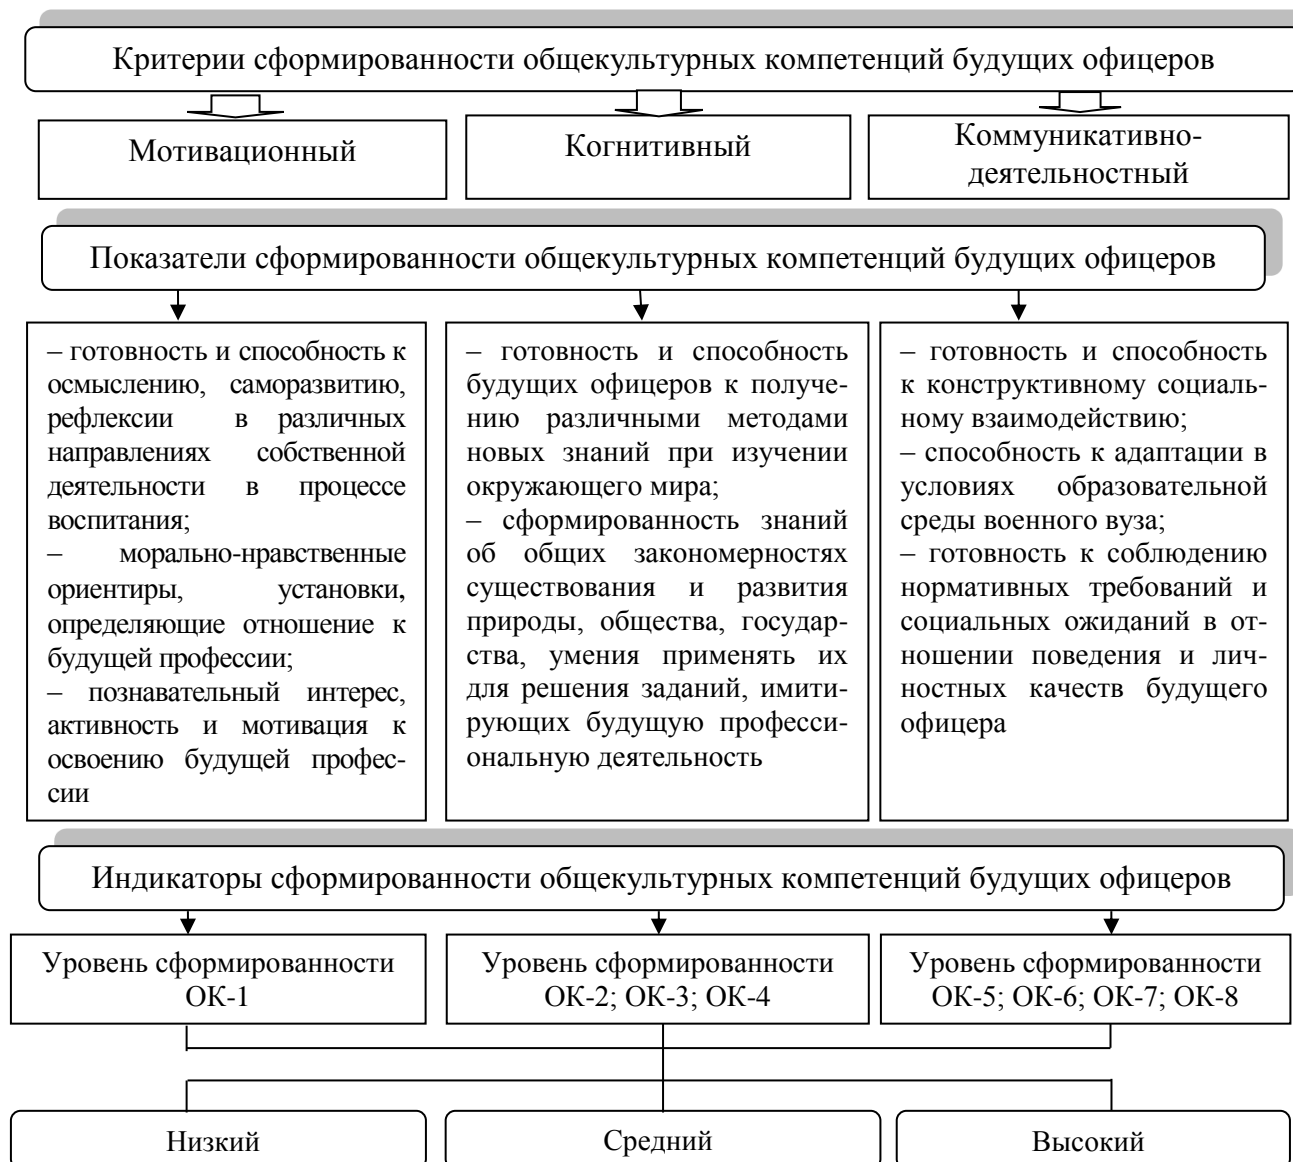 Критерии сформированности общекультурных компетенций будущих офицеров
Мотивационный
Когнитивный
Коммуникативно-
деятельностный
Показатели сформированности общекультурных компетенций будущих офицеров
– готовность и способность к
осмыслению, саморазвитию,
рефлексии в различных
направлениях собственной
деятельности в процессе
воспитания;
– морально-нравственные
ориентиры, установки,
определяющие отношение к
будущей профессии;
– познавательный интерес,
активность и мотивация к
освоению будущей профес-
сии
– готовность и способность
будущих офицеров к получе-
нию различными методами
новых знаний при изучении
окружающего мира;
– сформированность знаний
об общих закономерностях
существования и развития
природы, общества, государ-
ства, умения применять их
для решения заданий, имити-
рующих будущую професси-
ональную деятельность
– готовность и способность
к конструктивному социаль-
ному взаимодействию;
– способность к адаптации в
условиях образовательной
среды военного вуза;
– готовность к соблюдению
нормативных требований и
социальных ожиданий в от-
ношении поведения и лич-
ностных качеств будущего
офицера
Индикаторы сформированности общекультурных компетенций будущих офицеров
Уровень сформированности
ОК-1
Уровень сформированности
ОК-2; ОК-3; ОК-4
Уровень сформированности
ОК-5; ОК-6; ОК-7; ОК-8
Низкий
Средний
Высокий